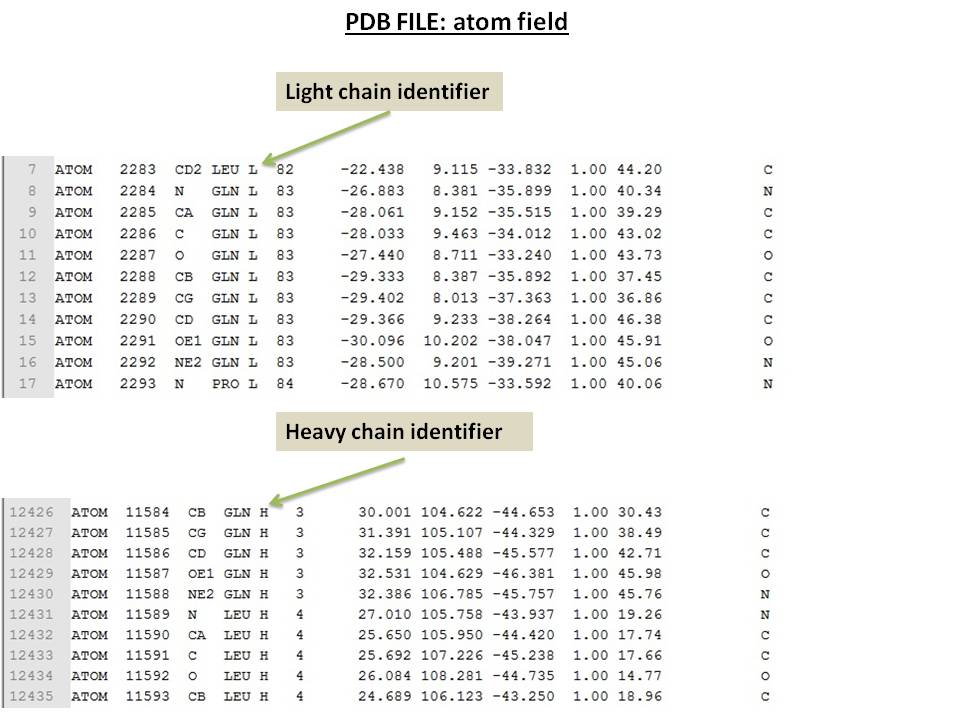 PDB FILE: atom field
Light chain identifier
7 ATOM 2283 CD2 LEU L 82 -22.438 9.115 -33.832 1.00 44.20 C
8 ATOM 2284 N GLN L 83 -26.883 8.381 -35.899 1.00 40.34 N
9 ATOM 2285 CA GLN L 83 -28.061 9.152 -35.515 1.00 39.29 C
10 ATOM 2286 C GLN L 83 -28.033 9.463 -34.012 1.00 43.02 C
11 ATOM 2287 O GLN L 83 -27.440 8.711 -33.240 1.00 43.73 O
12 ATOM 2288 CB GLN L 83 -29.333 8.387 -35.892 1.00 37.45 C
13 ATOM 2289 CG GLN L 83 -29.402 8.013 -37.363 1.00 36.86 C
14 ATOM 2290 CD GLN L 83 -29.366 9.233 -38.264 1.00 46.38 C
15 ATOM 2291 OE1 GLN L 83 -30.096 10.202 -38.047 1.00 45.91 O
16 ATOM 2292 NE2 GLN L 83 -28.500 9.201 -39.271 1.00 45.06 N
17 ATOM 2293 N PRO L 84 -28.670 10.575 -33.592 1.00 40.06 N
Heavy chain identifier
12426 ATOM 11584 CB GLN H 3 30.001 104.622 -44.653 1.00 30.43 C
12427 ATOM 11585 CG GLN H 3 31.391 105.107 -44.329 1.00 38.49 C
12428 ATOM 11586 CD GLN H 3 32.159 105.488 -45.577 1.00 42.71 C
12429 ATOM 11587 OE1 GLN H 3 32.531 104.629 -46.381 1.00 45.98 O
12430 ATOM 11588 NE2 GLN H 3 32.386 106.785 -45.757 1.00 45.76 N
12431 ATOM 11589 N LEU H 4 27.010 105.758 -43.937 1.00 19.26 N
12432 ATOM 11590 CA LEU H 4 25.650 105.950 -44.420 1.00 17.74 C
12433 ATOM 11591 C LEU H 4 25.692 107.226 -45.238 1.00 17.66 C
12434 ATOM 11592 O LEU H 4 26.084 108.281 -44.735 1.00 14.77 O
12435 ATOM 11593 CB LEU H 4 24.689 106.123 -43.250 1.00 18.96 C